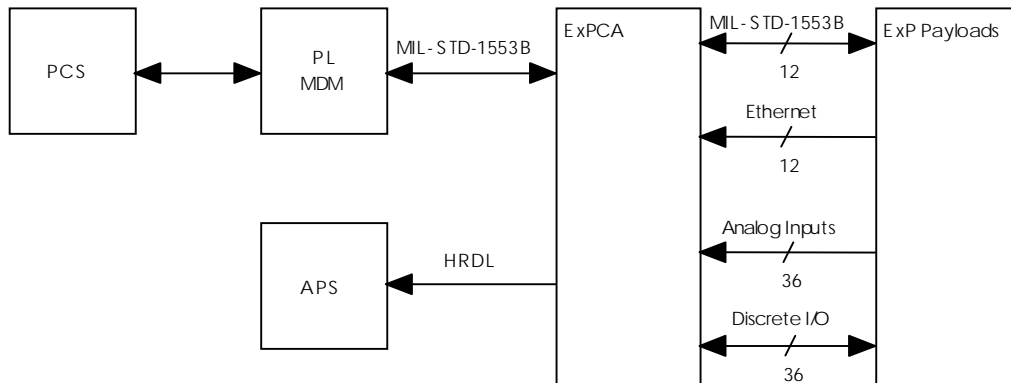 PCS
PL
MDM
MIL-STD-1553B
ExPCA
MIL-STD-1553B
12
ExP Payloads
Ethernet
12
Analog Inputs
36
Discrete I/O
36
APS
HRDL